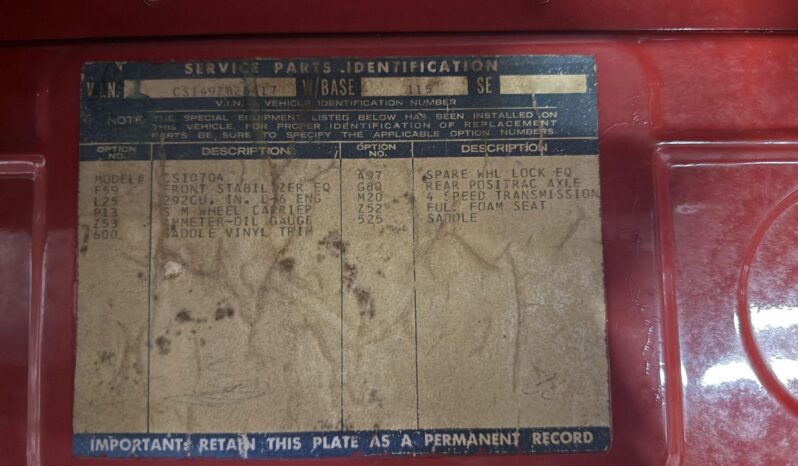 SERVICE PARTS IDENTIFICATION
V.I.N. W/BASE 115 SE
V.I.N. - VEHICLE IDENTIFICATION NUMBER
NOTE: THE SPECIAL EQUIPMENT LISTED BELOW HAS BEEN INSTALLED ON
THIS VEHICLE. FOR PROPER IDENTIFICATION OF REPLACEMENT
PARTS BE SURE TO SPECIFY THE APPLICABLE OPTION NUMBERS.
OPTION NO. DESCRIPTION OPTION NO. DESCRIPTION
MODEL# CS10704 A97 SPARE WHL LOCK EQ
F59 FRONT STABILIZER EQ G80 REAR POSITRAC AXLE
L25 292CU. IN. L-6 ENG M20 4 SPEED TRANSMISSION
P13 S M WHEEL CARRIER Z52 FULL FOAM SEAT
Z53 AMMETER-OIL GAUGE 525 SADDLE
600 SADDLE VINYL TRIM
IMPORTANT: RETAIN THIS PLATE AS A PERMANENT RECORD